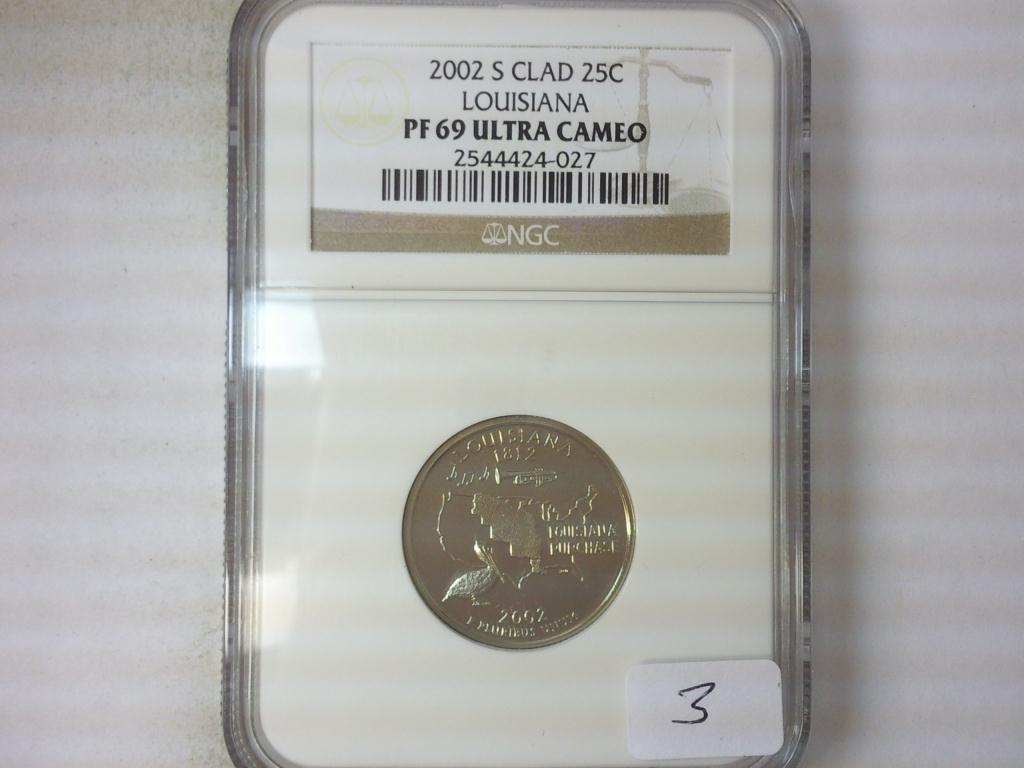 2002 S CLAD 25C
LOUISIANA
PF 69 ULTRA CAMEO
2544424-027
NGC
LOUISIANA
1812
LOUISIANA
PURCHASE
2002
E PLURIBUS UNUM
3